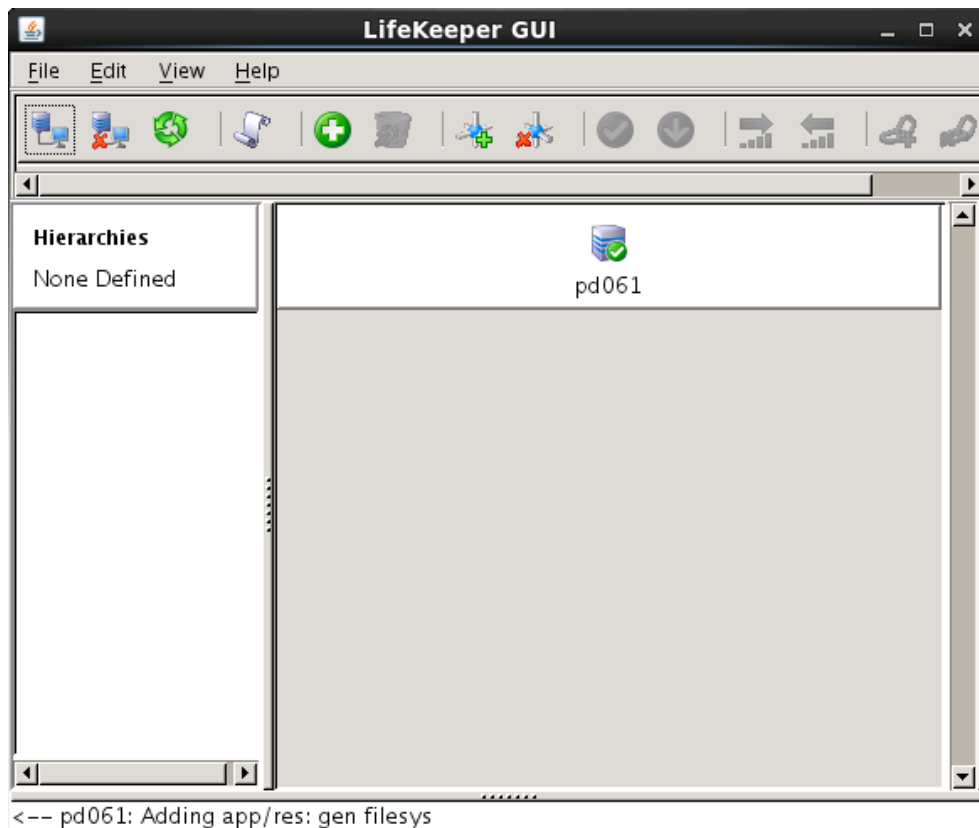 LifeKeeper GUI
File Edit View Help
Hierarchies
None Defined
pd061
<-- pd061: Adding app/res: gen filesys